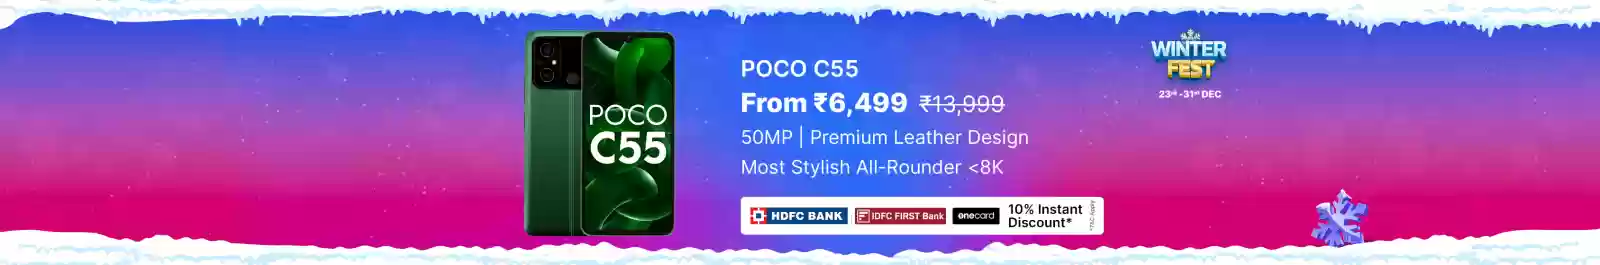 POCO
C55
POCO C55
From ₹6,499 ₹13,999
50MP | Premium Leather Design
Most Stylish All-Rounder <8K
HDFC BANK
IDFC FIRST Bank
onecard
10% Instant
Discount*
*T&C Apply
WINTER
FEST
23rd -31st DEC